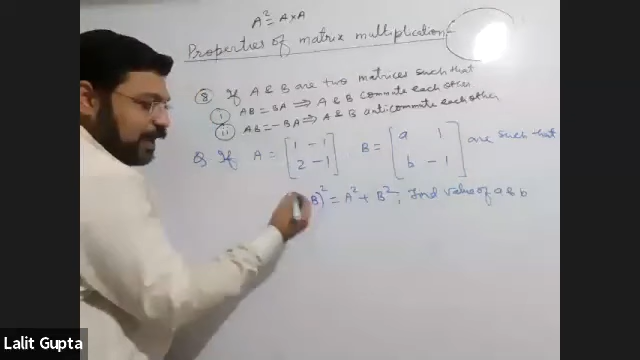 A² = A × A
Properties of matrix multiplication
⑧ If A & B are two matrices such that
(i) AB = BA ⇒ A & B commute each other
(ii) AB = -BA ⇒ A & B anticommute each other
Q. If A = [1 -1; 2 -1] B = [a 1; b -1] are such that
B)² = A² + B², Find value of a & b
Lalit Gupta